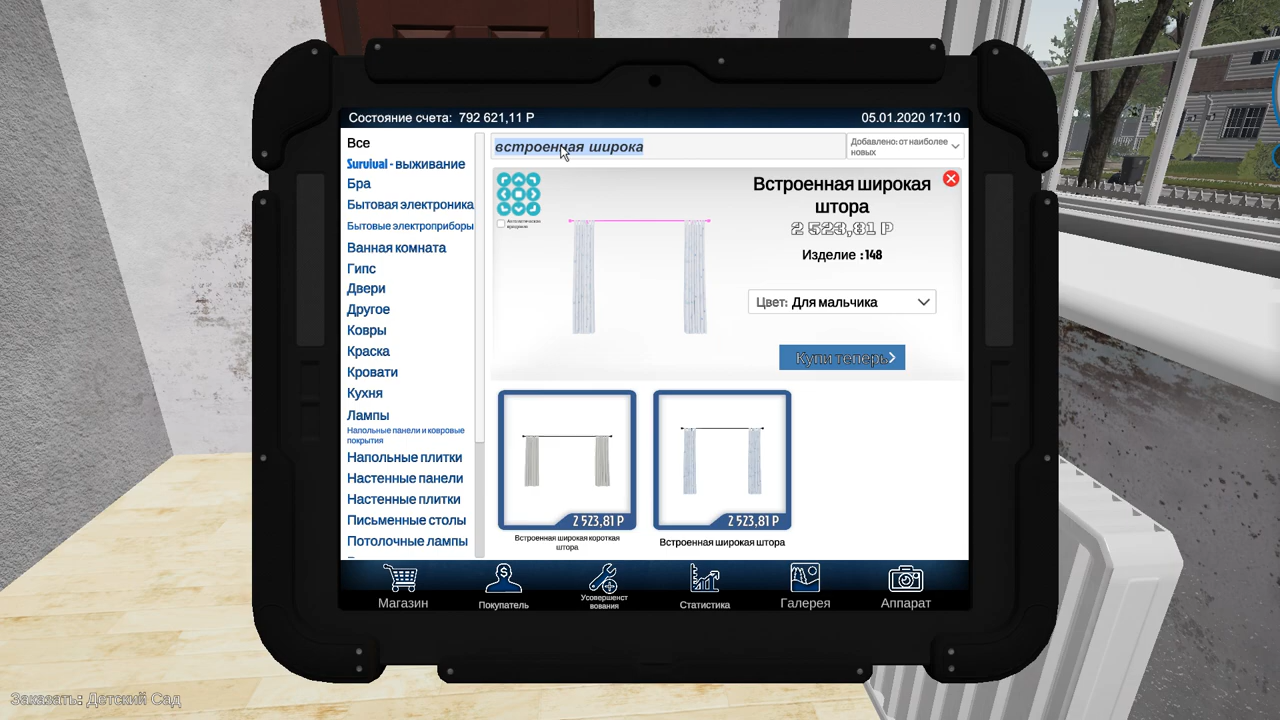 Состояние счета: 792 621,11 Р
05.01.2020 17:10
Все
Survival - выживание
Бра
Бытовая электроника
Бытовые электроприборы
Ванная комната
Гипс
Двери
Другое
Ковры
Краска
Кровати
Кухня
Лампы
Напольные панели и ковровые
покрытия
Напольные плитки
Настенные панели
Настенные плитки
Письменные столы
Потолочные лампы
встроенная широка
Добавлено: от наиболее
новых
Автоматическое
вращение
Встроенная широкая
штора
2 523,81 Р
Изделие :148
Цвет: Для мальчика
Купи теперь
2 523,81 Р
Встроенная широкая короткая
штора
2 523,81 Р
Встроенная широкая штора
Магазин
Покупатель
Усовершенст
вования
Статистика
Галерея
Аппарат
Заказать: Детский Сад